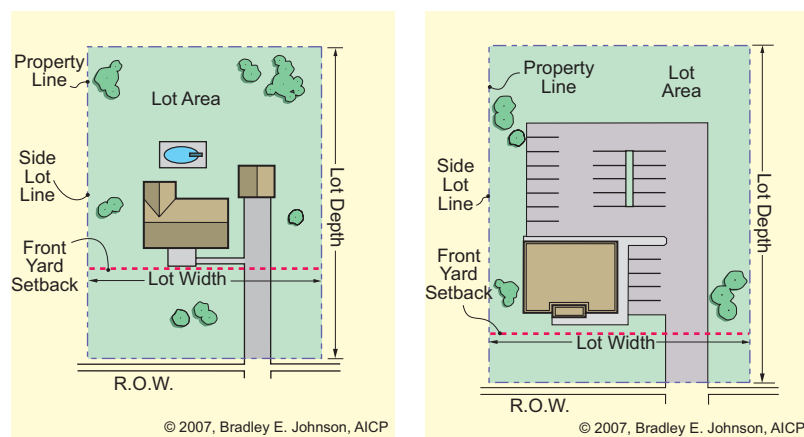 Property
Line
Lot Area
Side
Lot
Line
Lot Depth
Front
Yard
Setback
Lot Width
R.O.W.
© 2007, Bradley E. Johnson, AICP
Property
Line
Lot
Area
Side
Lot
Line
Lot Depth
Front
Yard
Setback
Lot Width
R.O.W.
© 2007, Bradley E. Johnson, AICP